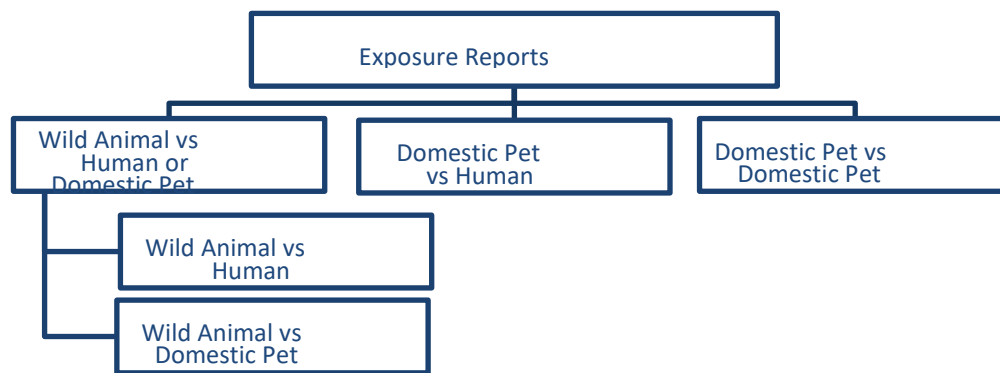 Exposure Reports
Wild Animal vs
Human or
Domestic Pet
Domestic Pet
vs Human
Domestic Pet vs
Domestic Pet
Wild Animal vs
Human
Wild Animal vs
Domestic Pet